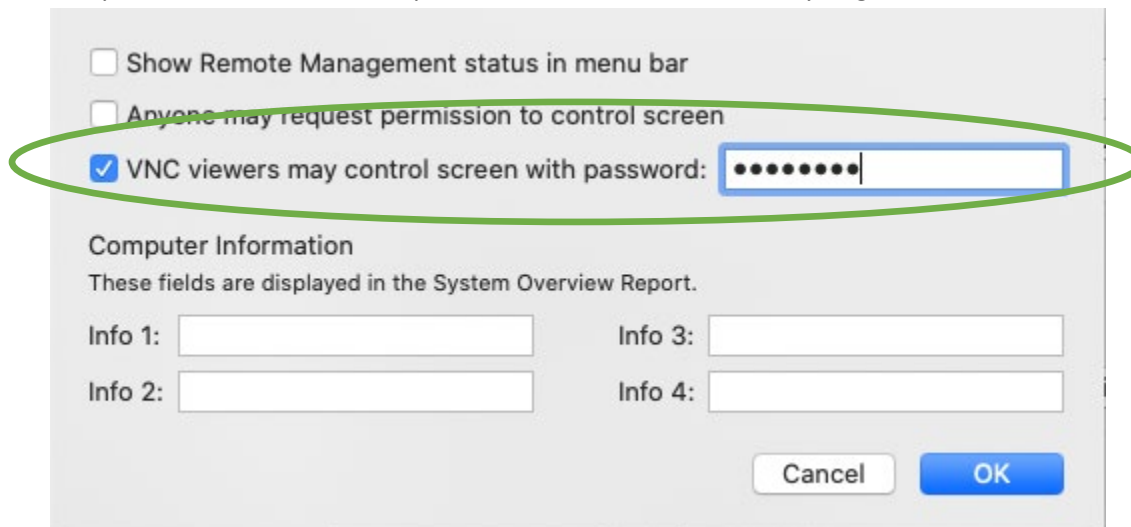 Show Remote Management status in menu bar
Anyone may request permission to control screen
VNC viewers may control screen with password: ••••••••
Computer Information
These fields are displayed in the System Overview Report.
Info 1: Info 3:
Info 2: Info 4:
Cancel OK